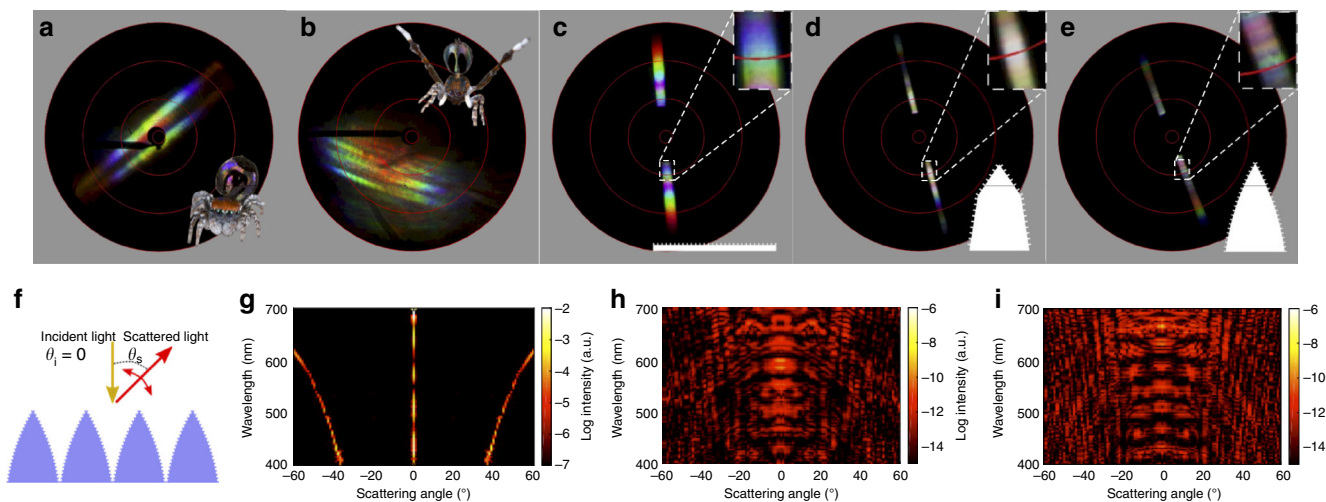 a
b
c
d
e
f
Incident light Scattered light
θi = 0
θs
g
700
600
500
400
Wavelength (nm)
−60 −40 −20 0 20 40 60
Scattering angle (°)
−2
−3
−4
−5
−6
−7
Log intensity (a.u.)
h
700
600
500
400
Wavelength (nm)
−60 −40 −20 0 20 40 60
Scattering angle (°)
−6
−8
−10
−12
−14
Log intensity (a.u.)
i
700
600
500
400
Wavelength (nm)
−60 −40 −20 0 20 40 60
Scattering angle (°)
−6
−8
−10
−12
−14
Log intensity (a.u.)